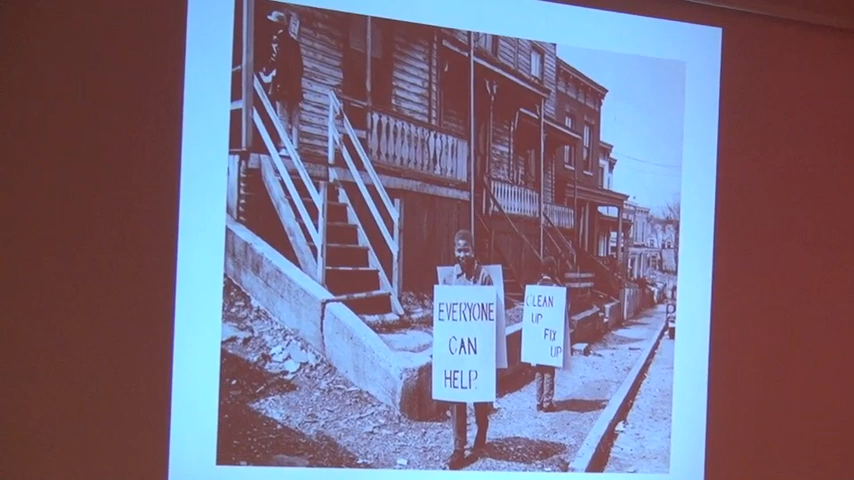 EVERYONE
CAN
HELP.
CLEAN
UP
FIX
UP